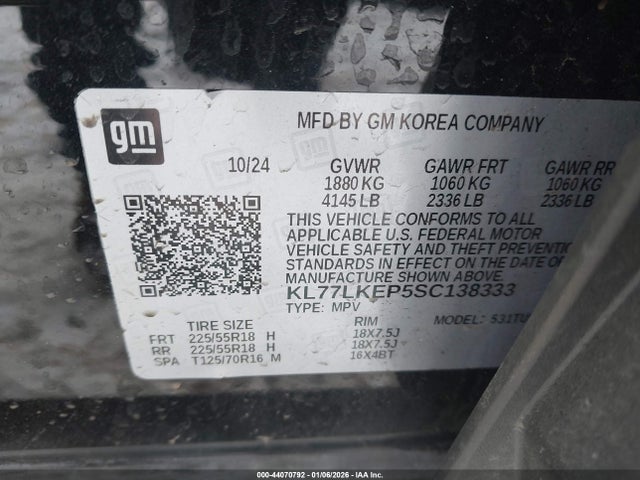 gm
MFD BY GM KOREA COMPANY
10/24 GVWR GAWR FRT GAWR RR
1880 KG 1060 KG 1060 KG
4145 LB 2336 LB 2336 LB
THIS VEHICLE CONFORMS TO ALL
APPLICABLE U.S. FEDERAL MOTOR
VEHICLE SAFETY AND THEFT PREVENTIO
STANDARDS IN EFFECT ON THE DATE OF
MANUFACTURE SHOWN ABOVE.
KL77LKEP5SC138333
TYPE: MPV MODEL: 531TU
TIRE SIZE RIM
FRT 225/55R18 H 18X7.5J
RR 225/55R18 H 18X7.5J
SPA T125/70R16 M 16X4BT
000-44070792 | 01/06/2026 | IAA Inc.